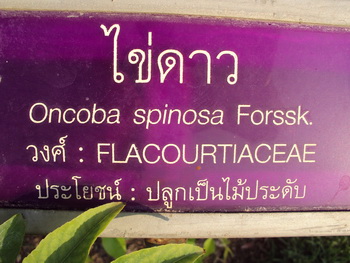 ไข่ดาว
Oncoba spinosa Forssk.
วงศ์ : FLACOURTIACEAE
ประโยชน์ : ปลูกเป็นไม้ประดับ